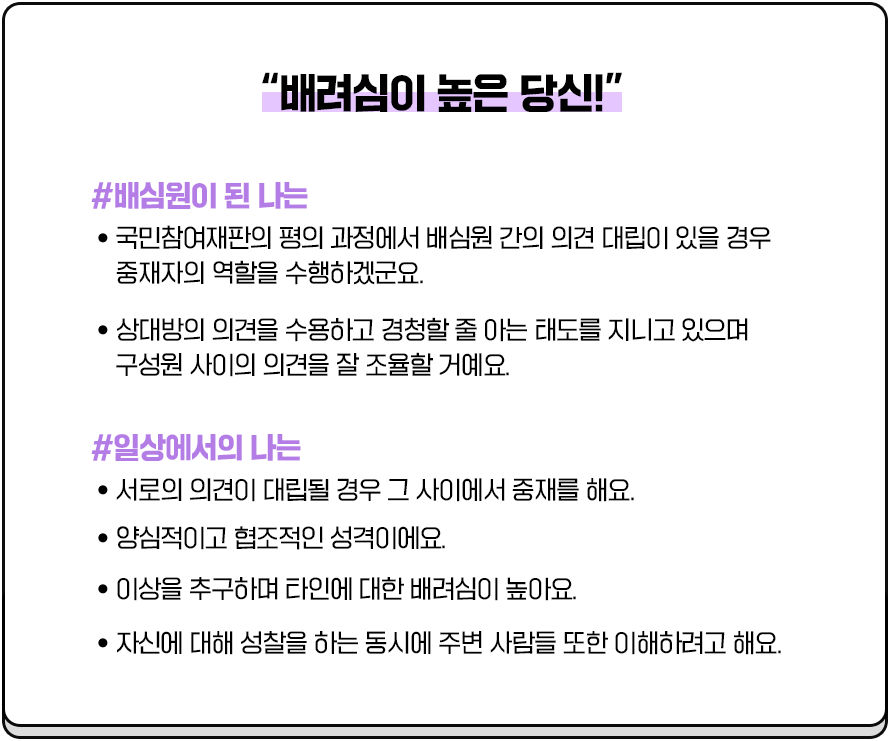 “배려심이 높은 당신!”
#배심원이 된 나는
• 국민참여재판의 평의 과정에서 배심원 간의 의견 대립이 있을 경우
중재자의 역할을 수행하겠군요.
• 상대방의 의견을 수용하고 경청할 줄 아는 태도를 지니고 있으며
구성원 사이의 의견을 잘 조율할 거예요.
#일상에서의 나는
• 서로의 의견이 대립될 경우 그 사이에서 중재를 해요.
• 양심적이고 협조적인 성격이에요.
• 이상을 추구하며 타인에 대한 배려심이 높아요.
• 자신에 대해 성찰을 하는 동시에 주변 사람들 또한 이해하려고 해요.